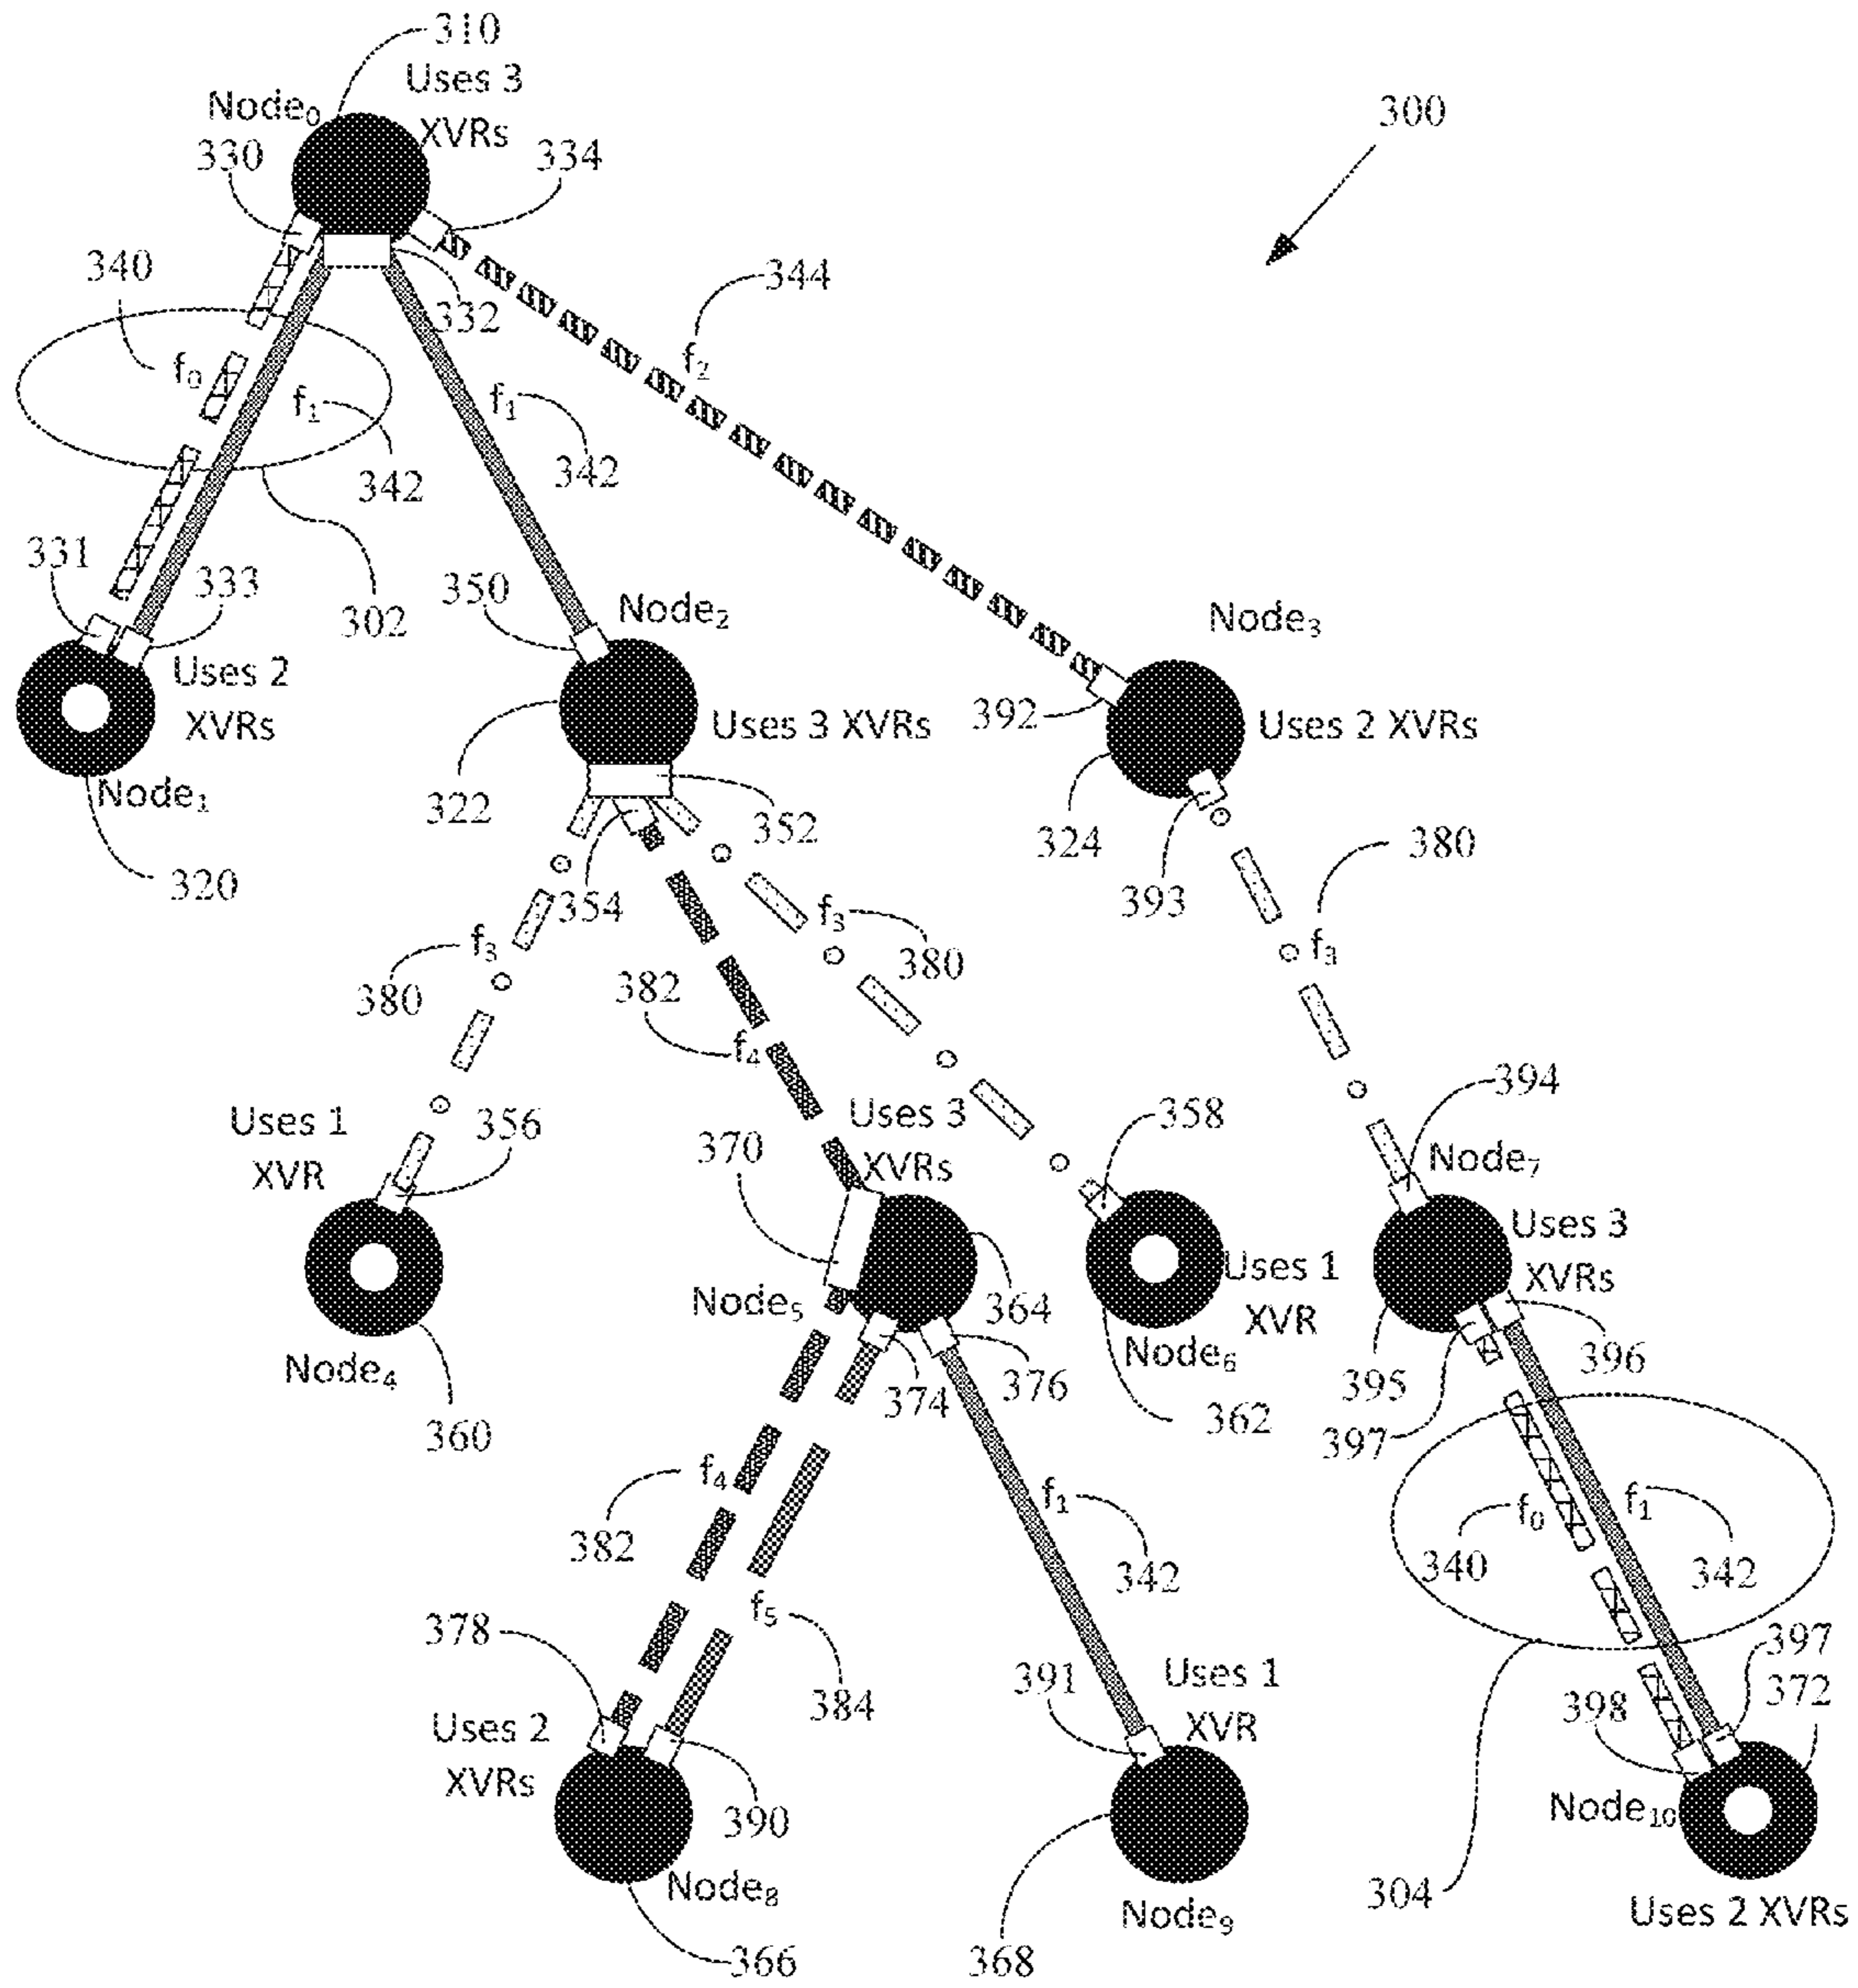 310
Uses 3
XVRs
Node₀
330
334
300
340
332
344
f₀
f₁
342
f₁
342
f₂
331
333
302
350
Node₂
Node₃
Uses 2
XVRs
Node₁
320
322
Uses 3 XVRs
352
354
392
Uses 2 XVRs
324
393
380
f₃
380
f₃
380
382
f₄
f₃
Uses 1
XVR
356
370
Uses 3
XVRs
358
394
Node₇
Uses 3
XVRs
Node₄
360
Node₅
364
Uses 1
XVR
Node₆
362
374
376
395
396
397
f₄
382
f₅
384
f₁
342
f₀
340
f₁
342
378
Uses 2
XVRs
390
Node₈
366
391
Uses 1
XVR
Node₉
368
397
372
398
Node₁₀
304
Uses 2 XVRs